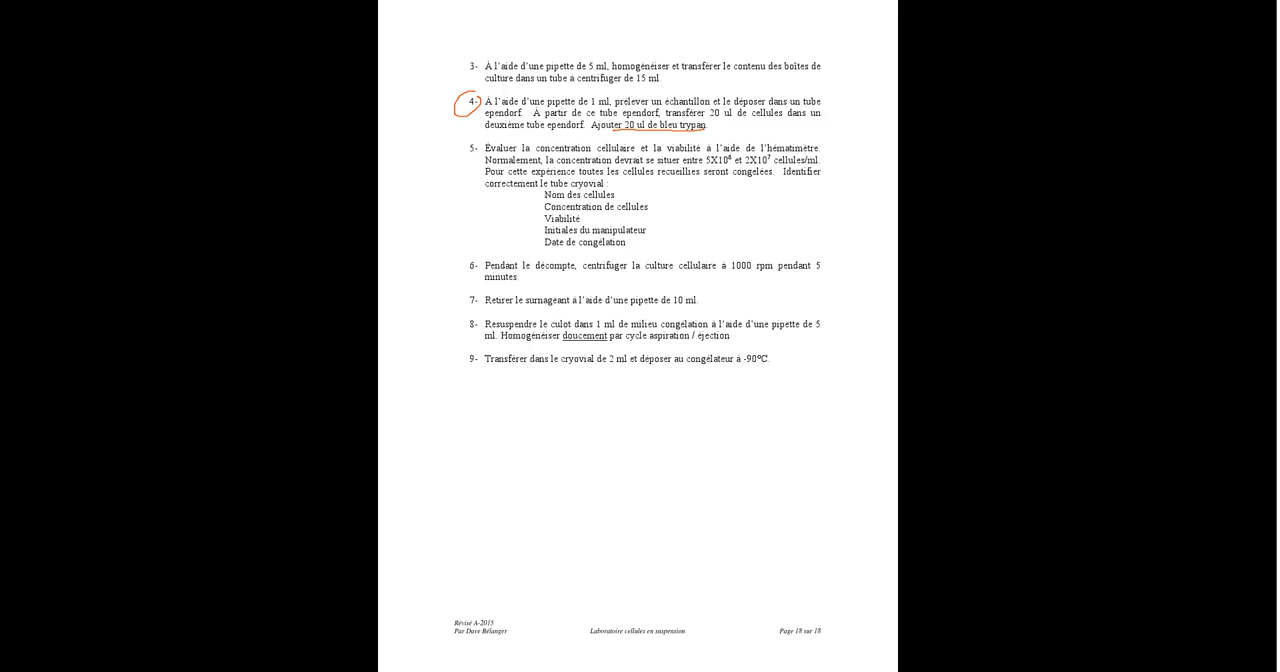 3- À l'aide d'une pipette de 5 ml, homogénéiser et transférer le contenu des boîtes de
culture dans un tube à centrifuger de 15 ml.
4- À l'aide d'une pipette de 1 ml, prélever un échantillon et le déposer dans un tube
ependorf. À partir de ce tube ependorf, transférer 20 ul de cellules dans un
deuxième tube ependorf. Ajouter 20 ul de bleu trypan.
5- Évaluer la concentration cellulaire et la viabilité à l'aide de l'hématimètre.
Normalement, la concentration devrait se situer entre 5X10⁶ et 2X10⁷ cellules/ml.
Pour cette expérience toutes les cellules recueillies seront congelées. Identifier
correctement le tube cryovial :
Nom des cellules
Concentration de cellules
Viabilité
Initiales du manipulateur
Date de congélation
6- Pendant le décompte, centrifuger la culture cellulaire à 1000 rpm pendant 5
minutes.
7- Retirer le surnageant à l'aide d'une pipette de 10 ml.
8- Resuspendre le culot dans 1 ml de milieu congélation à l'aide d'une pipette de 5
ml. Homogénéiser doucement par cycle aspiration / éjection
9- Transférer dans le cryovial de 2 ml et déposer au congélateur à -90°C.
Révisé A-2015
Par Dave Bélanger Laboratoire cellules en suspension Page 18 sur 18